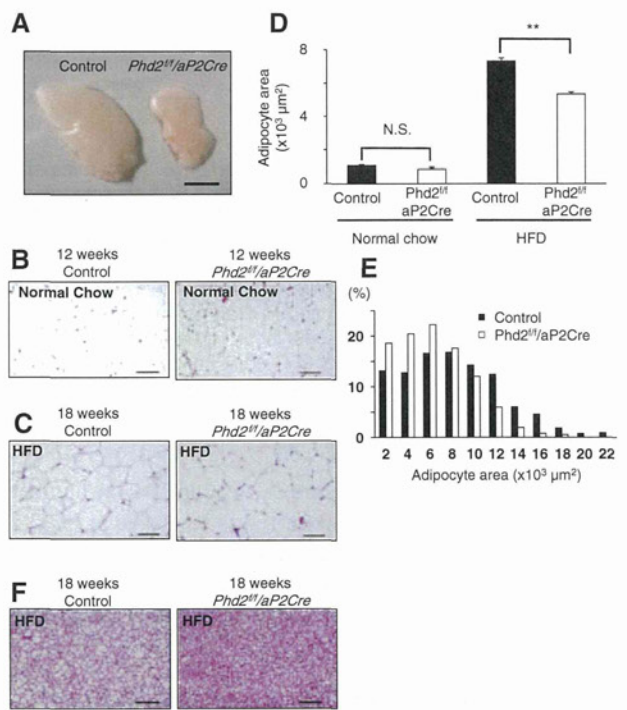 A
Control Phd2f/f/aP2Cre
D
8
4
0
Adipocyte area
(x10³ μm²)
N.S.
**
Control
Phd2f/f/
aP2Cre
Control
Phd2f/f/
aP2Cre
Normal chow
HFD
B
12 weeks
Control
12 weeks
Phd2f/f/aP2Cre
Normal Chow
Normal Chow
E
(%)
20
10
0
Control
Phd2f/f/aP2Cre
2 4 6 8 10 12 14 16 18 20 22
Adipocyte area (x10³ μm²)
C
18 weeks
Control
18 weeks
Phd2f/f/aP2Cre
HFD
HFD
F
18 weeks
Control
18 weeks
Phd2f/f/aP2Cre
HFD
HFD